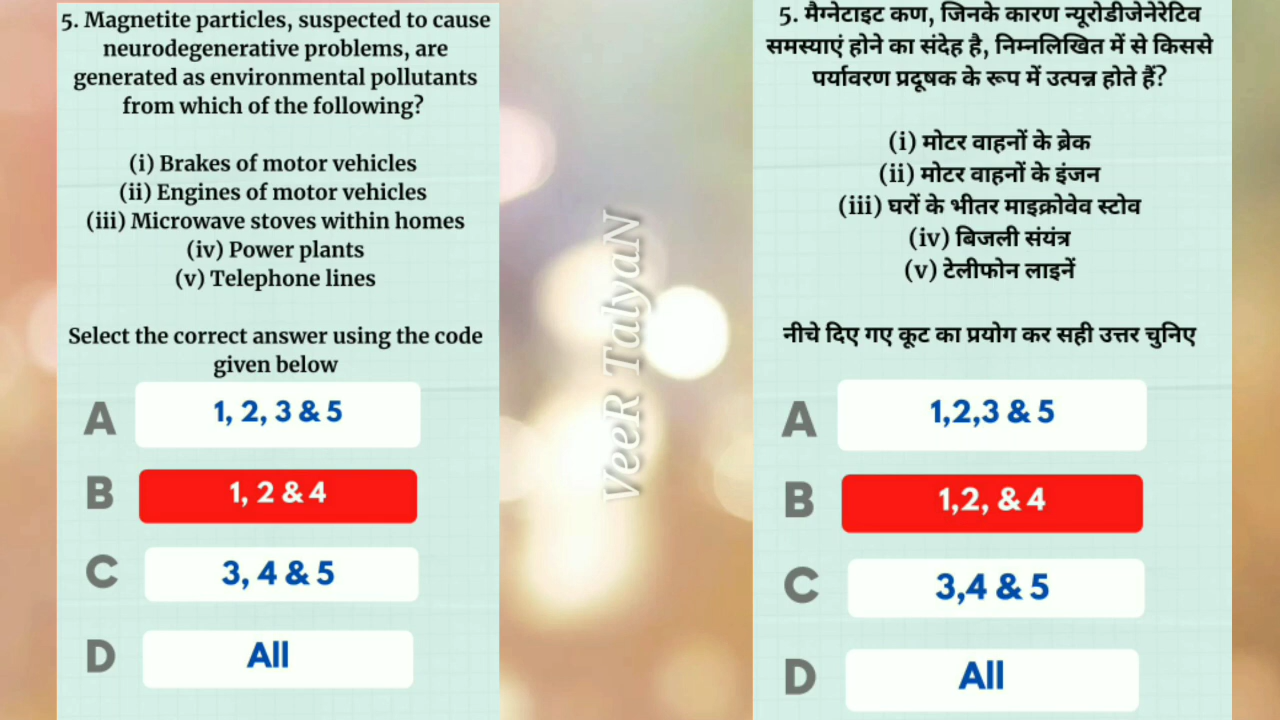 5. Magnetite particles, suspected to cause
neurodegenerative problems, are
generated as environmental pollutants
from which of the following?
(i) Brakes of motor vehicles
(ii) Engines of motor vehicles
(iii) Microwave stoves within homes
(iv) Power plants
(v) Telephone lines
Select the correct answer using the code
given below
A 1, 2, 3 & 5
B 1, 2 & 4
C 3, 4 & 5
D All
VeeR TalyaN
5. मैग्नेटाइट कण, जिनके कारण न्यूरोडीजेनेरेटिव
समस्याएं होने का संदेह है, निम्नलिखित में से किससे
पर्यावरण प्रदूषक के रूप में उत्पन्न होते हैं?
(i) मोटर वाहनों के ब्रेक
(ii) मोटर वाहनों के इंजन
(iii) घरों के भीतर माइक्रोवेव स्टोव
(iv) बिजली संयंत्र
(v) टेलीफोन लाइनें
नीचे दिए गए कूट का प्रयोग कर सही उत्तर चुनिए
A 1,2,3 & 5
B 1,2, & 4
C 3,4 & 5
D All